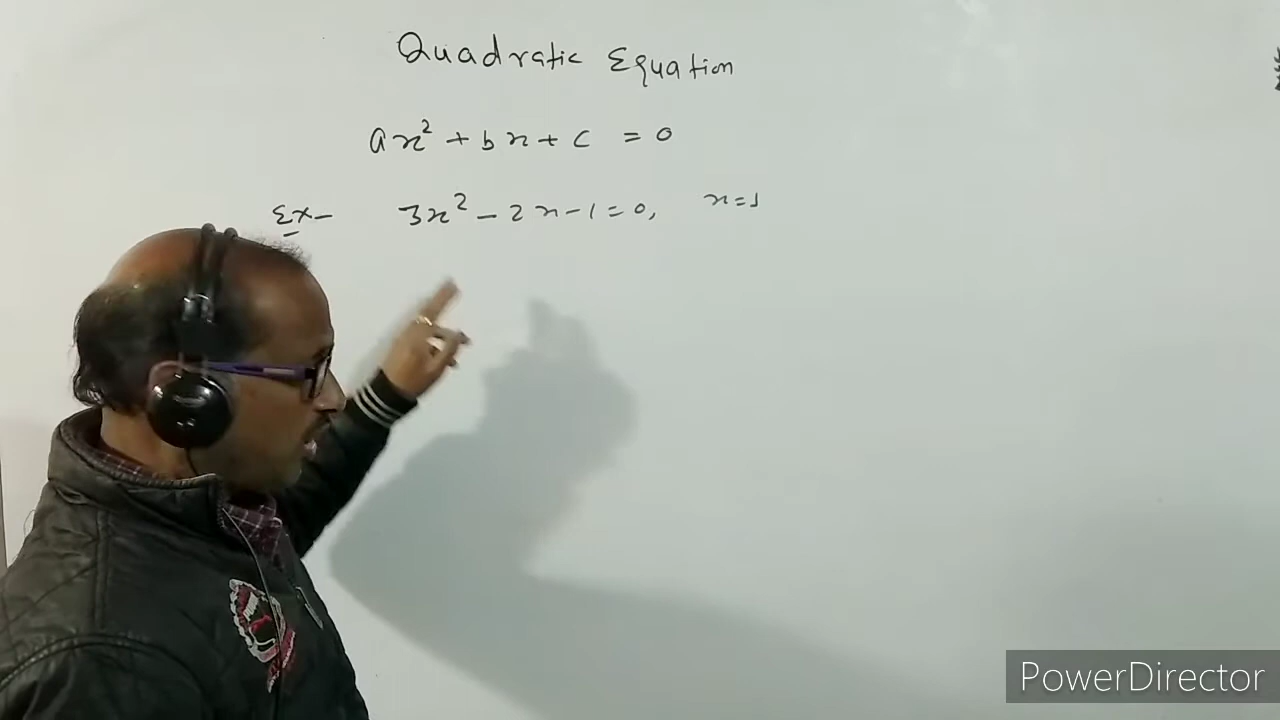 Quadratic Equation
ax² + bx + c = 0
Ex- 3x² - 2x - 1 = 0, x = 1
PowerDirector